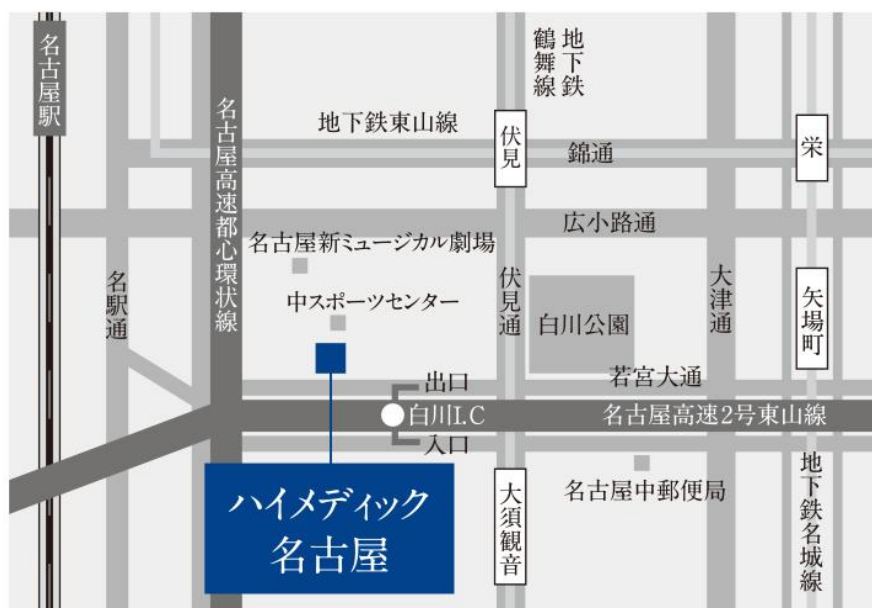 名古屋駅
地下鉄
鶴舞線
名古屋高速都心環状線
地下鉄東山線
伏見
錦通
栄
広小路通
名古屋新ミュージカル劇場
名駅通
中スポーツセンター
伏見通
白川公園
大津通
矢場町
出口
若宮大通
白川I.C
名古屋高速2号東山線
入口
ハイメディック
名古屋
大須観音
名古屋中郵便局
地下鉄名城線